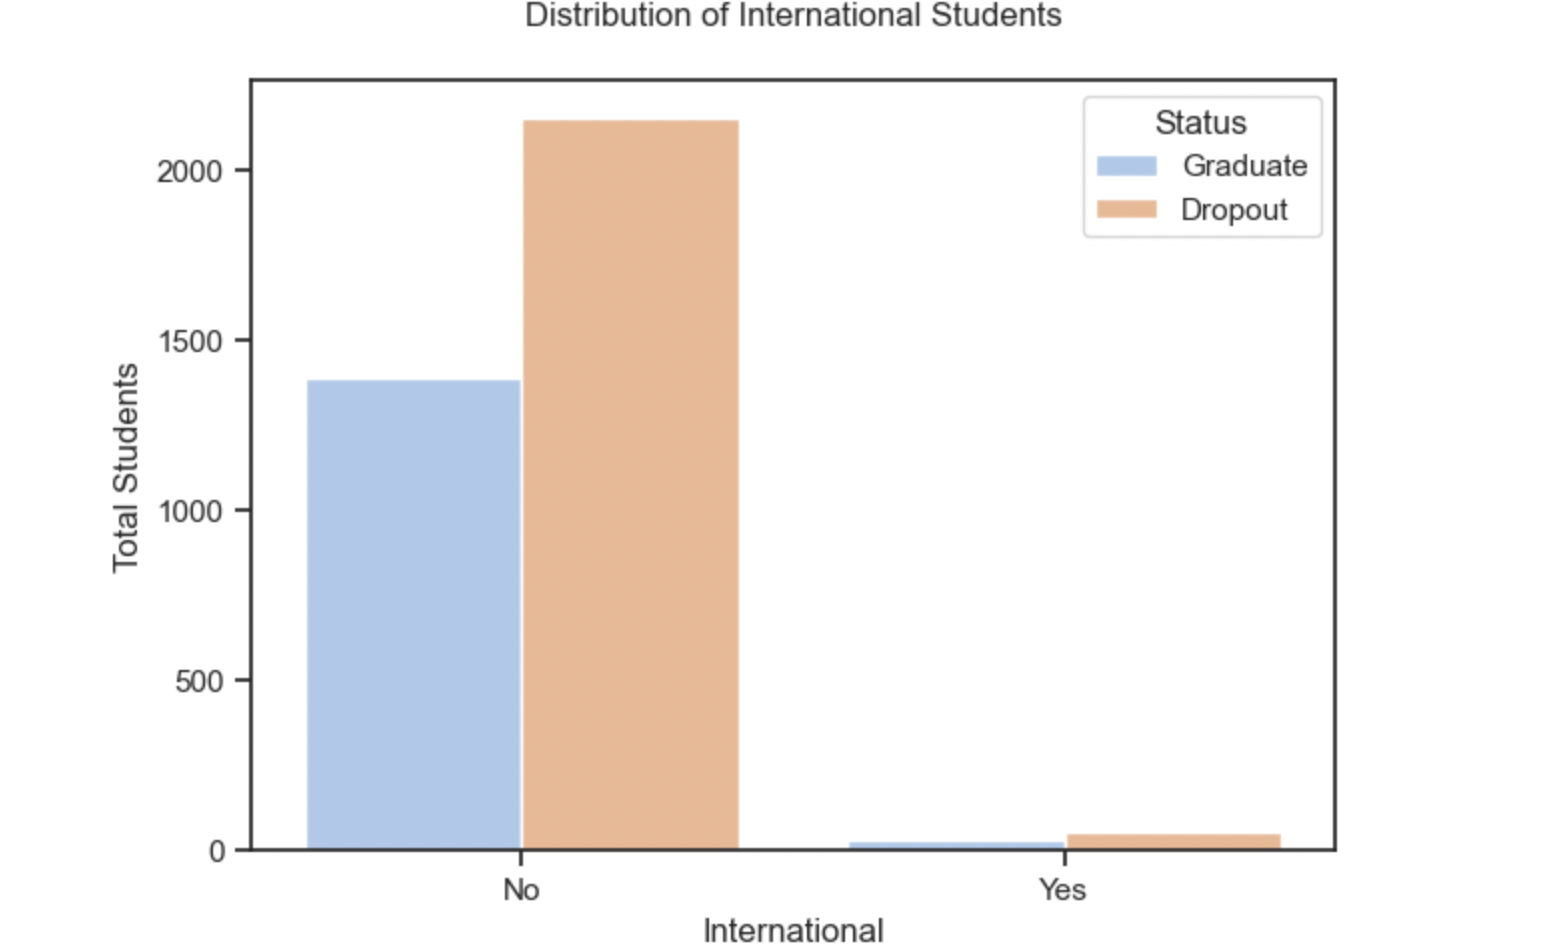 Distribution of International Students
Status
Graduate
Dropout
2000
1500
1000
500
0
Total Students
No
Yes
International